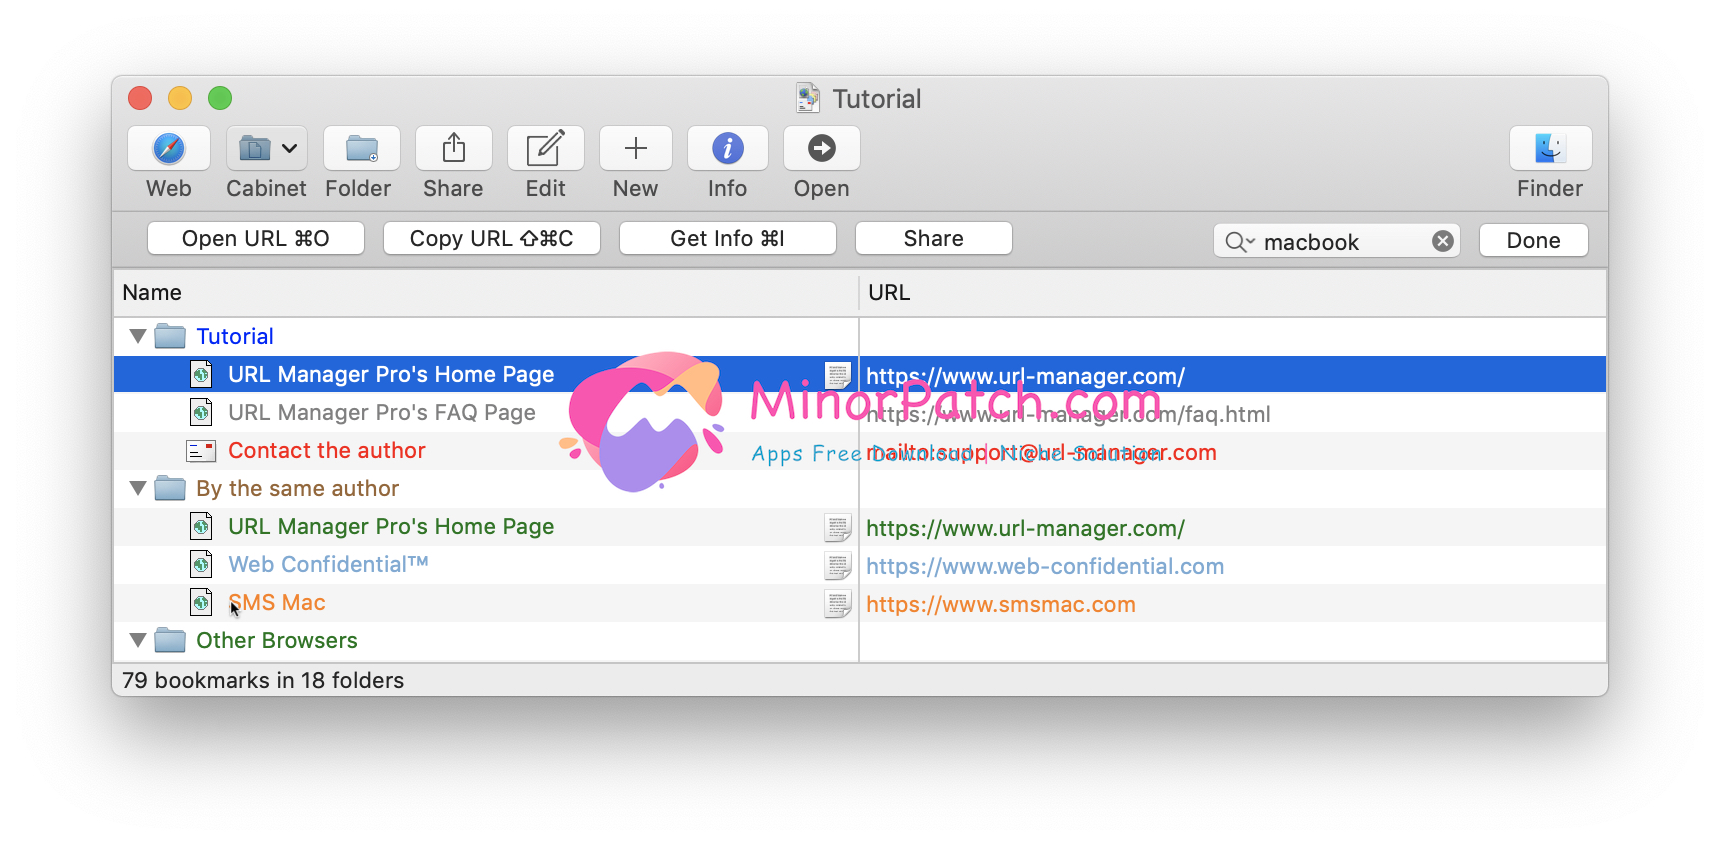 Tutorial
Web Cabinet Folder Share Edit New Info Open Finder
Open URL ⌘O Copy URL ⇧⌘C Get Info ⌘I Share macbook Done
Name URL
Tutorial
URL Manager Pro's Home Page https://www.url-manager.com/
MinorPatch.com
URL Manager Pro's FAQ Page https://www.url-manager.com/faq.html
Contact the author mailto:support@url-manager.com
Apps Free Download | Niche Solution
By the same author
URL Manager Pro's Home Page https://www.url-manager.com/
Web Confidential™ https://www.web-confidential.com
SMS Mac https://www.smsmac.com
Other Browsers
79 bookmarks in 18 folders